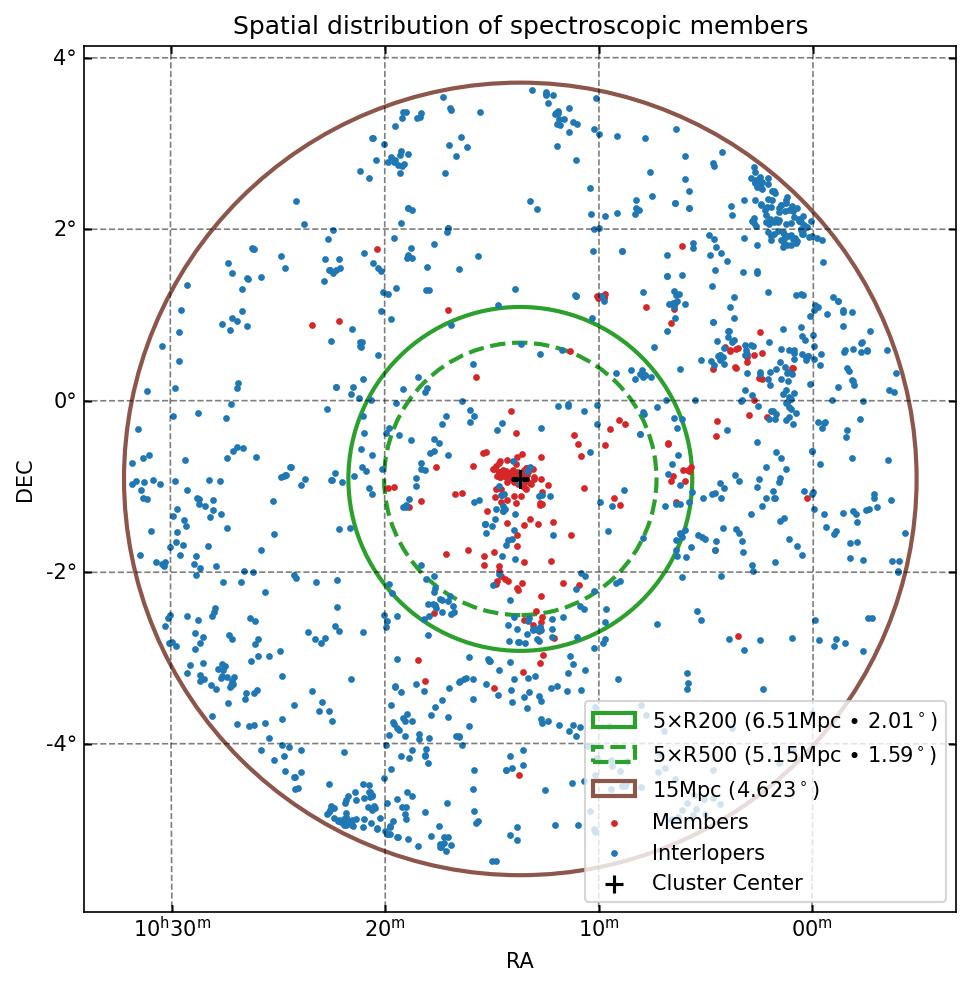 Spatial distribution of spectroscopic members
4°
2°
0°
-2°
-4°
DEC
5×R200 (6.51Mpc • 2.01°)
5×R500 (5.15Mpc • 1.59°)
15Mpc (4.623°)
Members
Interlopers
Cluster Center
10ʰ30ᵐ 20ᵐ 10ᵐ 00ᵐ
RA